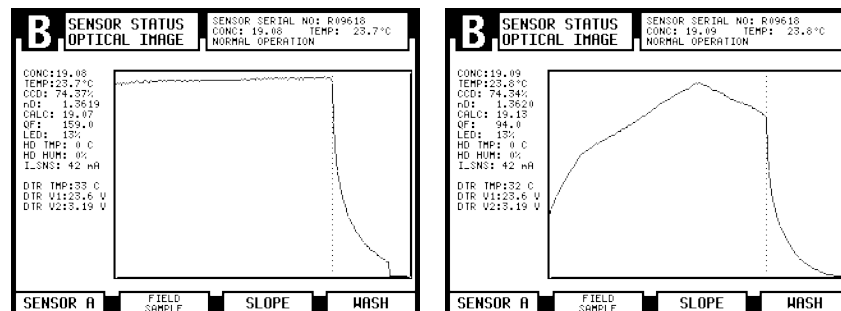 B
SENSOR STATUS
OPTICAL IMAGE
SENSOR SERIAL NO: R09618
CONC: 19.08 TEMP: 23.7°C
NORMAL OPERATION
CONC:19.08
TEMP:23.7°C
CCD: 74.37%
nD: 1.3619
CALC: 19.07
QF: 159.0
LED: 13%
HD TMP: 0 C
HD HUM: 0%
I_SNS: 42 mA
DTR TMP:33 C
DTR V1:23.6 V
DTR V2:3.19 V
SENSOR A
FIELD
SAMPLE
SLOPE
WASH
B
SENSOR STATUS
OPTICAL IMAGE
SENSOR SERIAL NO: R09618
CONC: 19.09 TEMP: 23.8°C
NORMAL OPERATION
CONC:19.09
TEMP:23.8°C
CCD: 74.34%
nD: 1.3620
CALC: 19.13
QF: 94.0
LED: 13%
HD TMP: 0 C
HD HUM: 0%
I_SNS: 42 mA
DTR TMP:32 C
DTR V1:23.6 V
DTR V2:3.19 V
SENSOR A
FIELD
SAMPLE
SLOPE
WASH